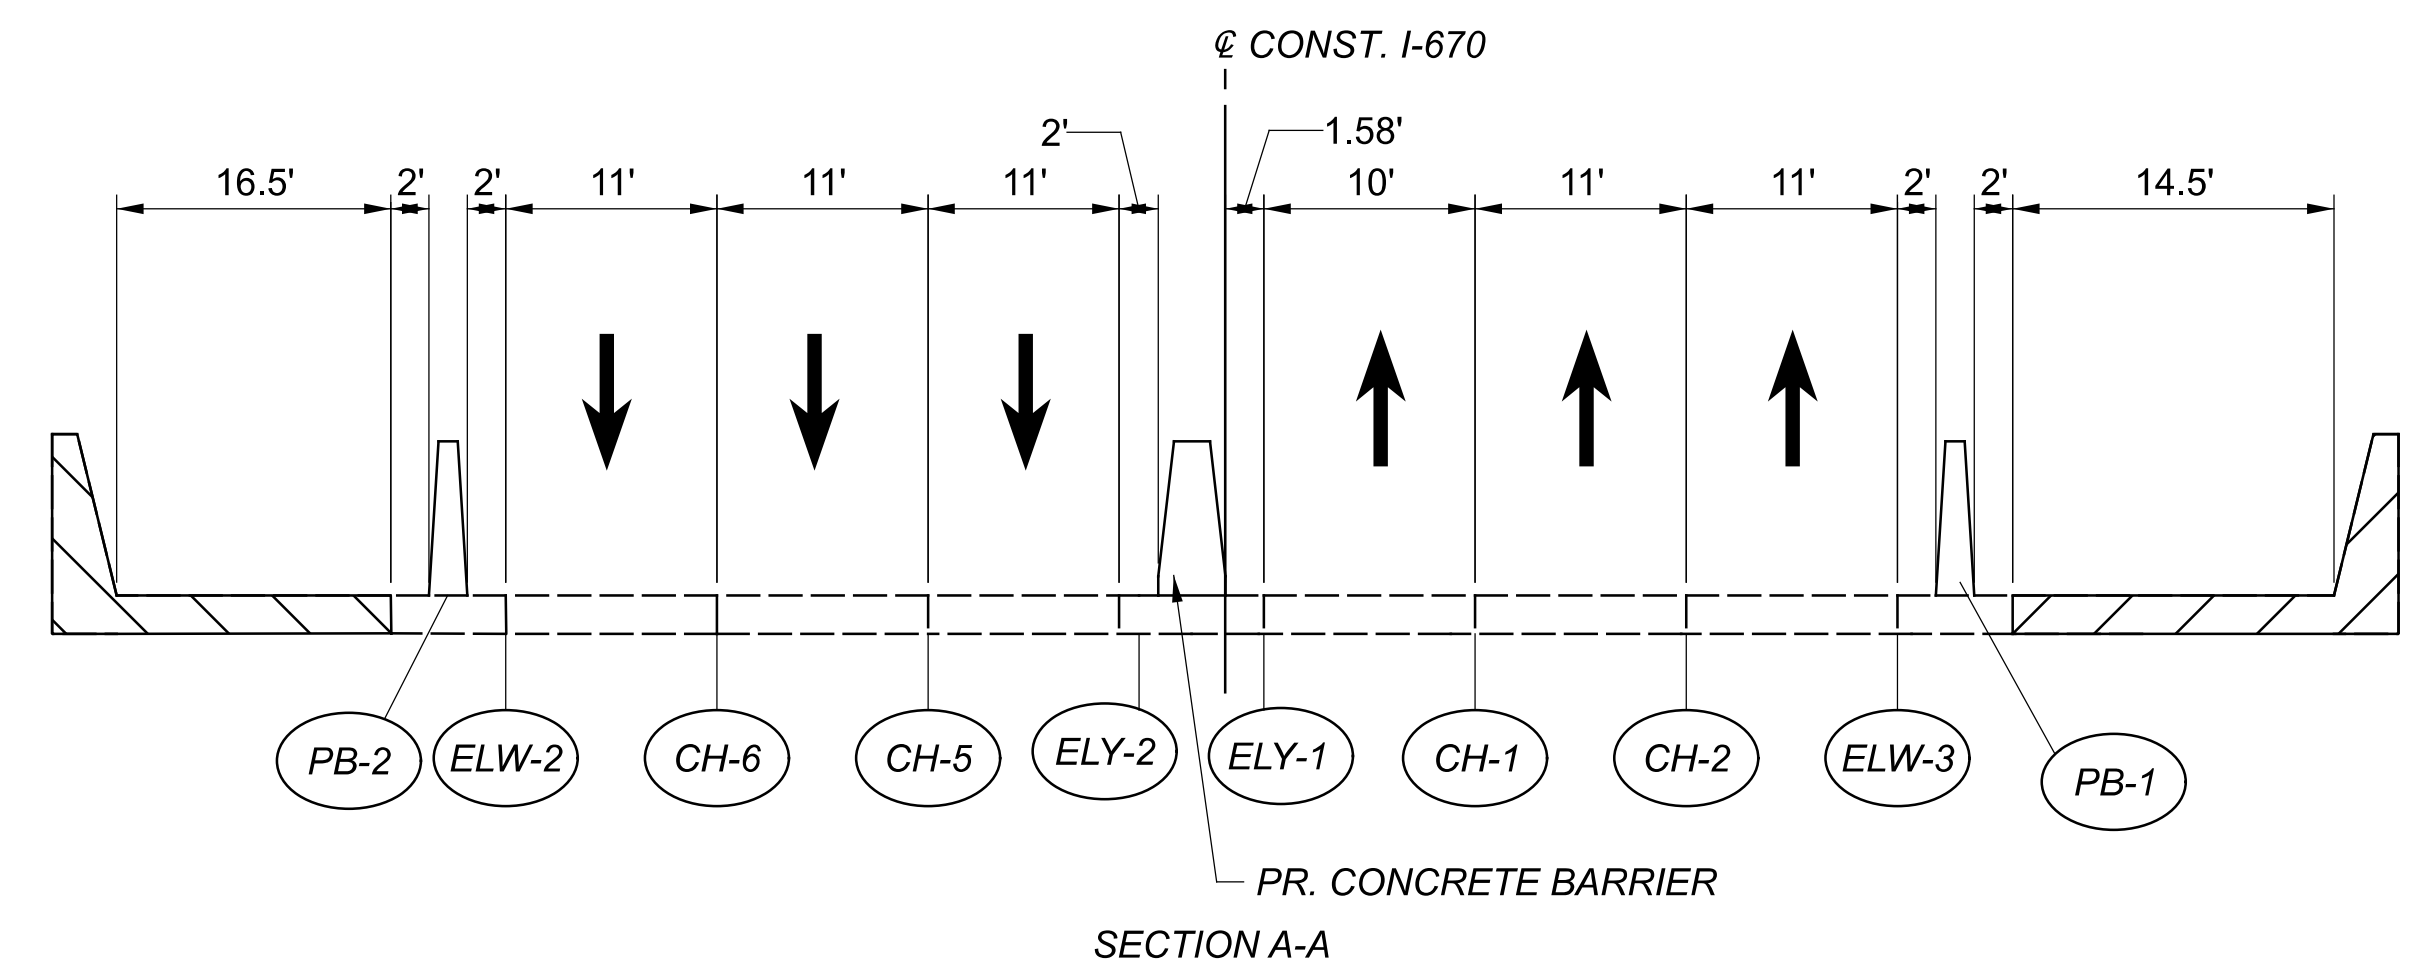 ℄ CONST. I-670
2' 1.58'
16.5' 2' 2' 11' 11' 11' 10' 11' 11' 2' 2' 14.5'
PB-2 ELW-2 CH-6 CH-5 ELY-2 ELY-1 CH-1 CH-2 ELW-3 PB-1
PR. CONCRETE BARRIER
SECTION A-A